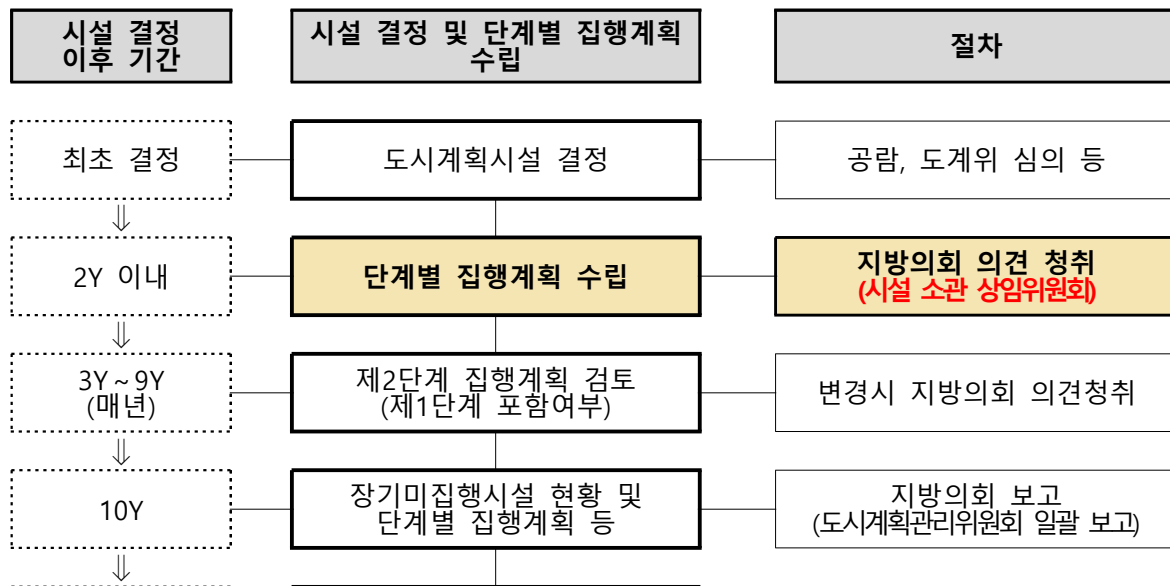 시설 결정
이후 기간
시설 결정 및 단계별 집행계획
수립
절차
최초 결정
도시계획시설 결정
공람, 도계위 심의 등
⇓
2Y 이내
단계별 집행계획 수립
지방의회 의견 청취
(시설 소관 상임위원회)
⇓
3Y~9Y
(매년)
제2단계 집행계획 검토
(제1단계 포함여부)
변경시 지방의회 의견청취
⇓
10Y
장기미집행시설 현황 및
단계별 집행계획 등
지방의회 보고
(도시계획관리위원회 일괄 보고)
⇓